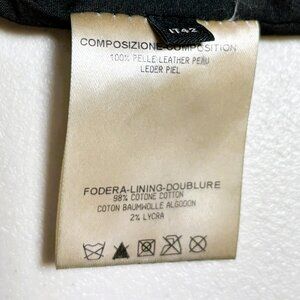 IT42
COMPOSIZIONE-COMPOSITION
100% PELLE LEATHER PEAU
LEDER PIEL
FODERA-LINING-DOUBLURE
98% COTONE COTTON
COTON BAUMWOLLE ALGODON
2% LYCRA